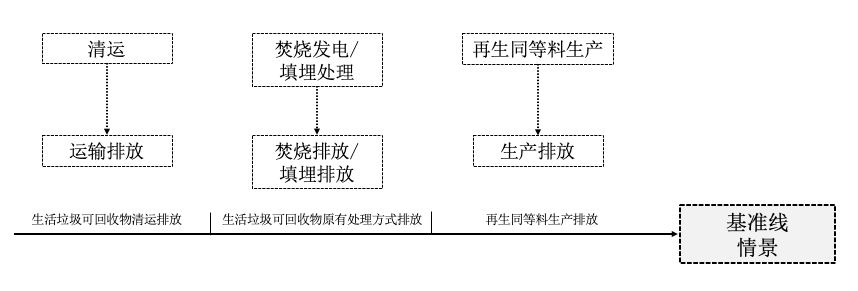 清运
焚烧发电/
填埋处理
再生同等料生产
运输排放
焚烧排放/
填埋排放
生产排放
生活垃圾可回收物清运排放
生活垃圾可回收物原有处理方式排放
再生同等料生产排放
基准线
情景